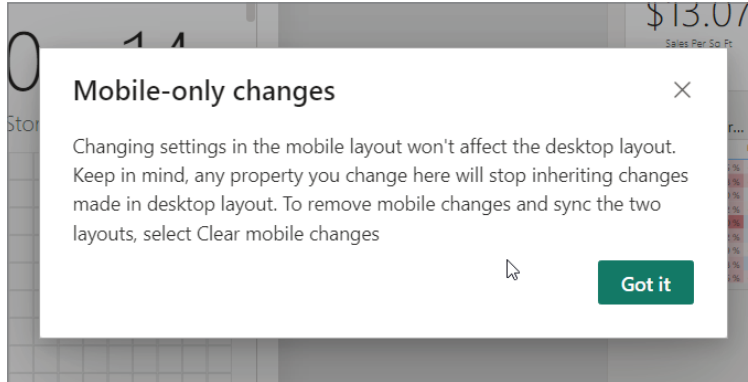 $13.07
Sales Per Sq Ft
Mobile-only changes
Changing settings in the mobile layout won't affect the desktop layout.
Keep in mind, any property you change here will stop inheriting changes
made in desktop layout. To remove mobile changes and sync the two
layouts, select Clear mobile changes
Got it